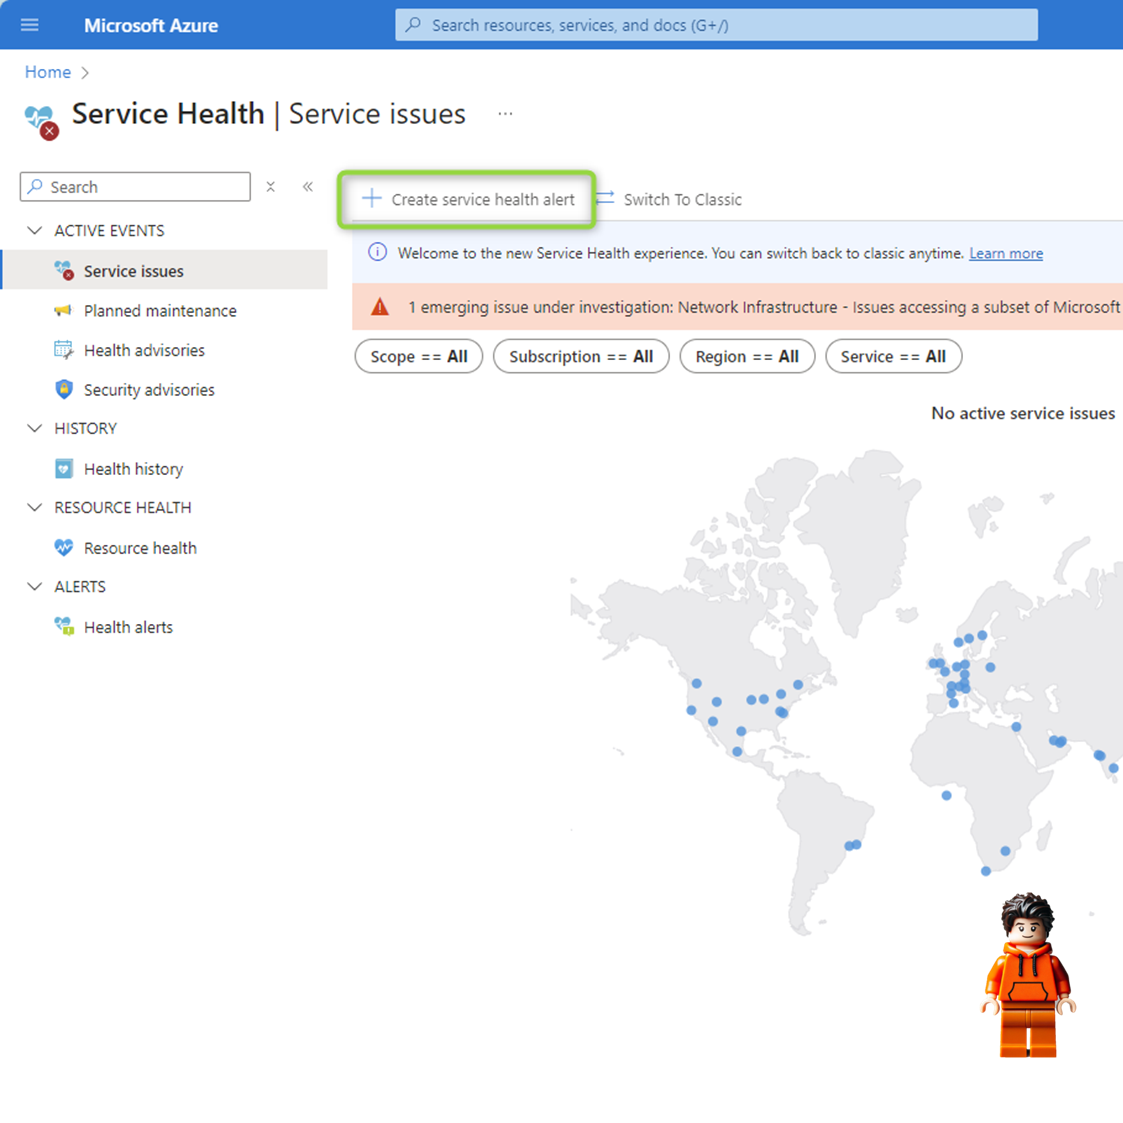 Microsoft Azure
Search resources, services, and docs (G+/)
Home
Service Health | Service issues ...
Search
Create service health alert
Switch To Classic
ACTIVE EVENTS
Service issues
Planned maintenance
Health advisories
Security advisories
HISTORY
Health history
RESOURCE HEALTH
Resource health
ALERTS
Health alerts
Welcome to the new Service Health experience. You can switch back to classic anytime. Learn more
1 emerging issue under investigation: Network Infrastructure - Issues accessing a subset of Microsoft
Scope == All
Subscription == All
Region == All
Service == All
No active service issues